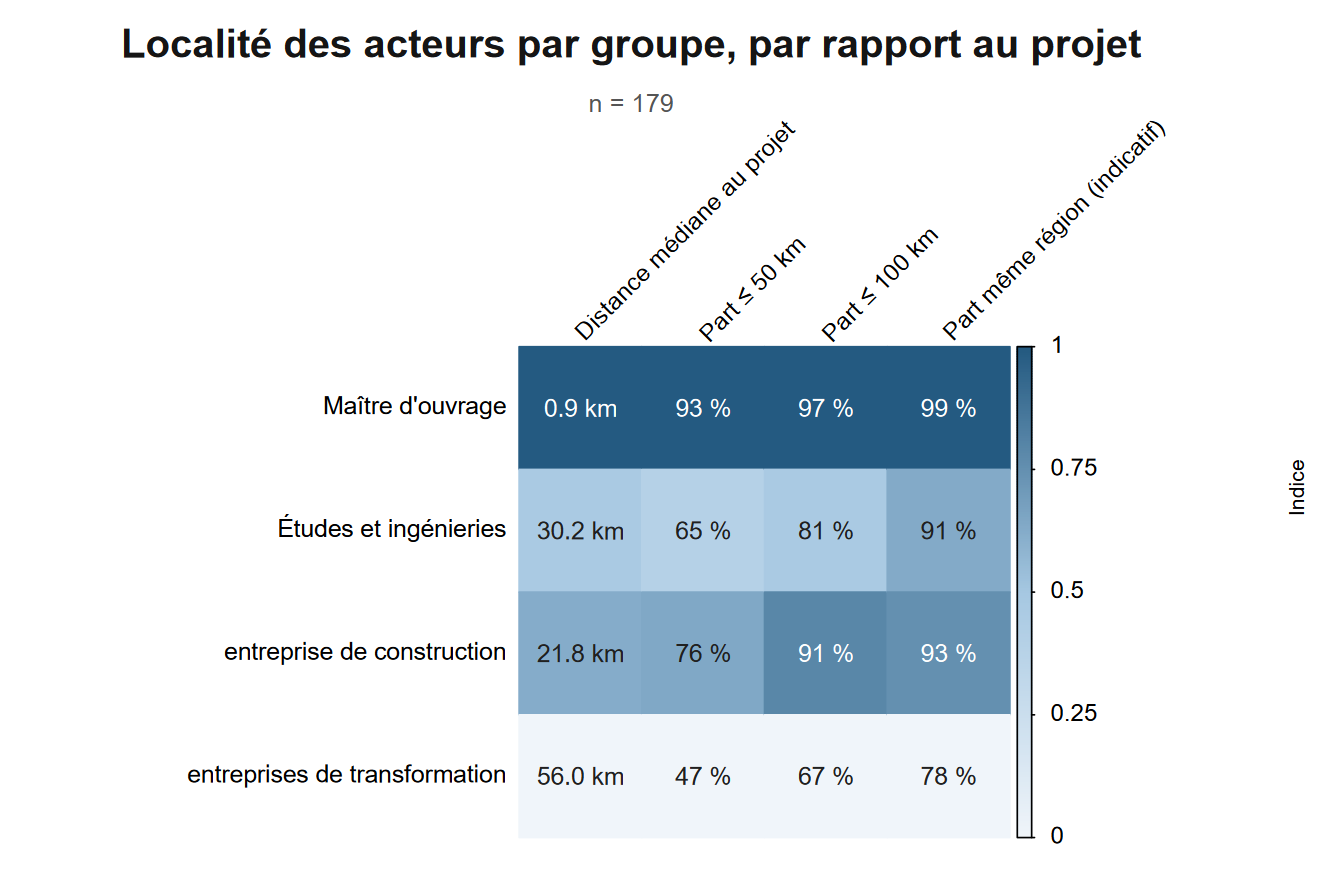 Localité des acteurs par groupe, par rapport au projet
n = 179
Distance médiane au projet
Part ≤ 50 km
Part ≤ 100 km
Part même région (indicatif)
Maître d'ouvrage 0.9 km 93 % 97 % 99 %
Études et ingénieries 30.2 km 65 % 81 % 91 %
entreprise de construction 21.8 km 76 % 91 % 93 %
entreprises de transformation 56.0 km 47 % 67 % 78 %
1
0.75
0.5
0.25
0
Indice